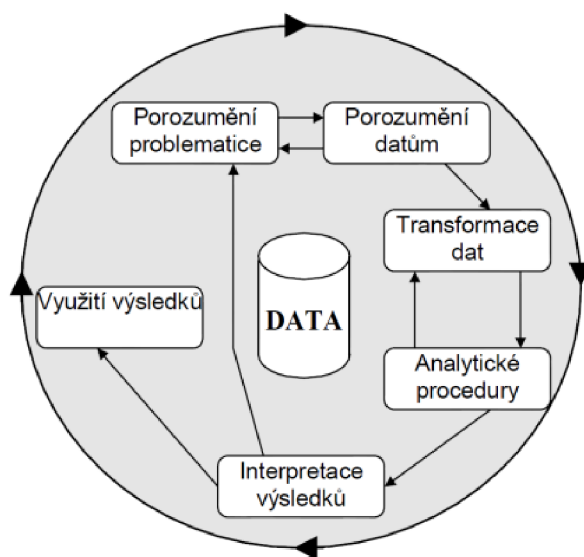 Porozumění
problematice
Porozumění
datům
Transformace
dat
Využití výsledků
DATA
Analytické
procedury
Interpretace
výsledků